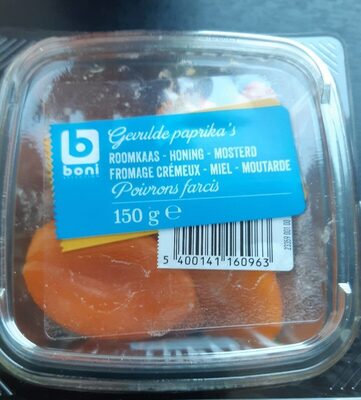 boni
Gevulde paprika's
ROOMKAAS - HONING - MOSTERD
FROMAGE CRÉMEUX - MIEL - MOUTARDE
Poivrons farcis
150 g ℮
5 400141 160963